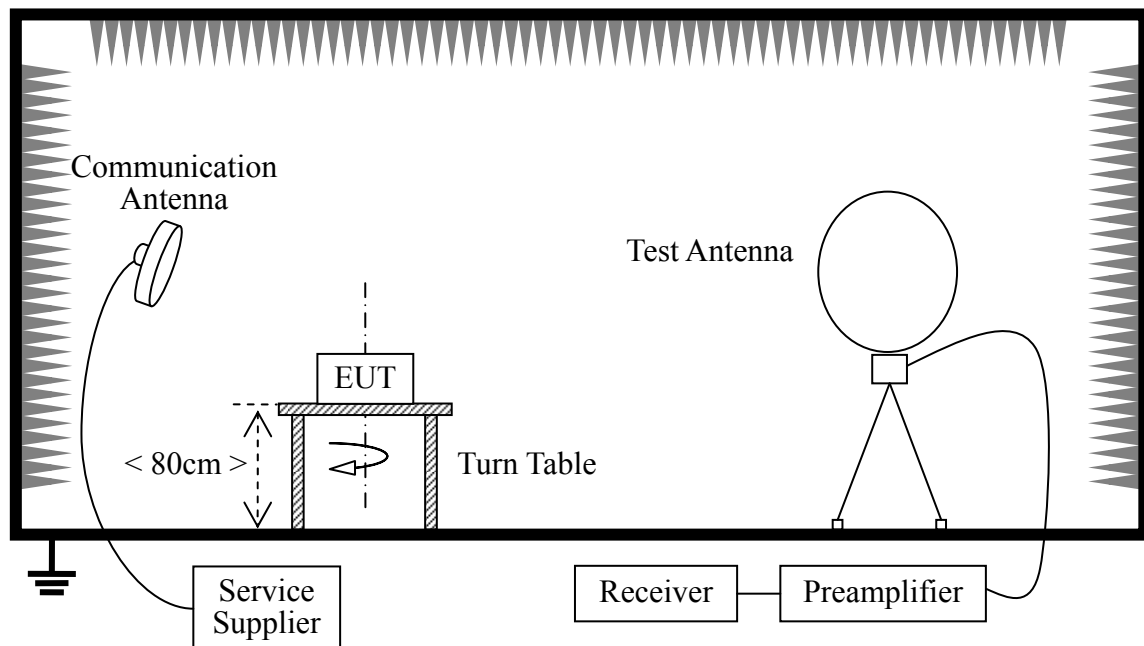 Communication
Antenna
Test Antenna
EUT
< 80cm >
Turn Table
Service
Supplier
Receiver
Preamplifier